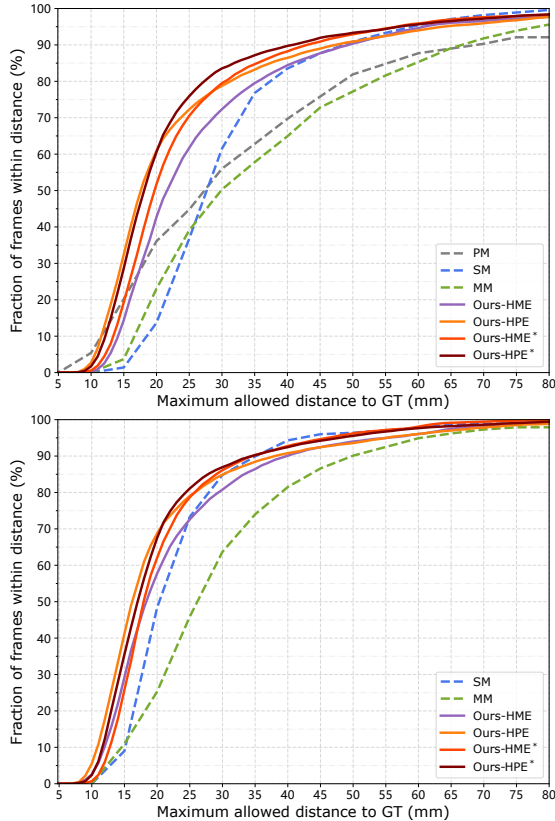 100
90
80
70
60
50
40
30
20
10
0
Fraction of frames within distance (%)
PM
SM
MM
Ours-HME
Ours-HPE
Ours-HME*
Ours-HPE*
5 10 15 20 25 30 35 40 45 50 55 60 65 70 75 80
Maximum allowed distance to GT (mm)
100
90
80
70
60
50
40
30
20
10
0
Fraction of frames within distance (%)
SM
MM
Ours-HME
Ours-HPE
Ours-HME*
Ours-HPE*
5 10 15 20 25 30 35 40 45 50 55 60 65 70 75 80
Maximum allowed distance to GT (mm)